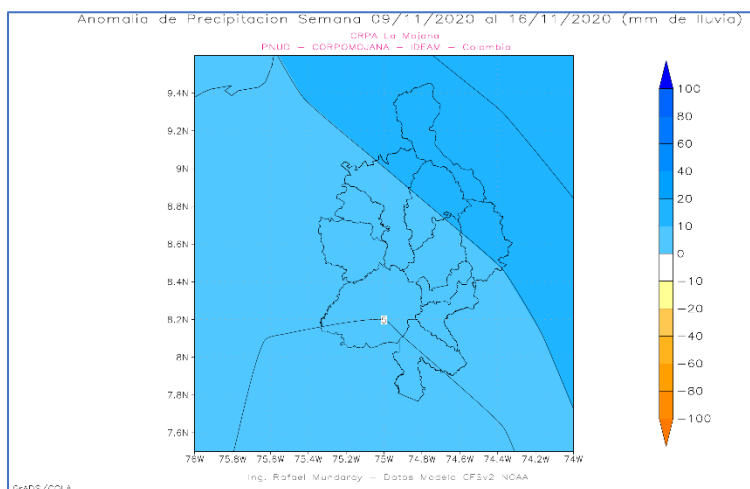 Anomalia de Precipitacion Semana 09/11/2020 al 16/11/2020 (mm de lluvia)
CRPA La Mojana
PNUD – CORPOMOJANA – IDEAM – Colombia
9.4N
9.2N
9N
8.8N
8.6N
8.4N
8.2N
8N
7.8N
7.6N
5
76W 75.8W 75.6W 75.4W 75.2W 75W 74.8W 74.6W 74.4W 74.2W 74W
100
80
60
40
20
10
0
−10
−20
−40
−60
−80
−100
Ing. Rafael Mundaray – Datos Modelo CFSv2 NOAA
GrADS/COLA